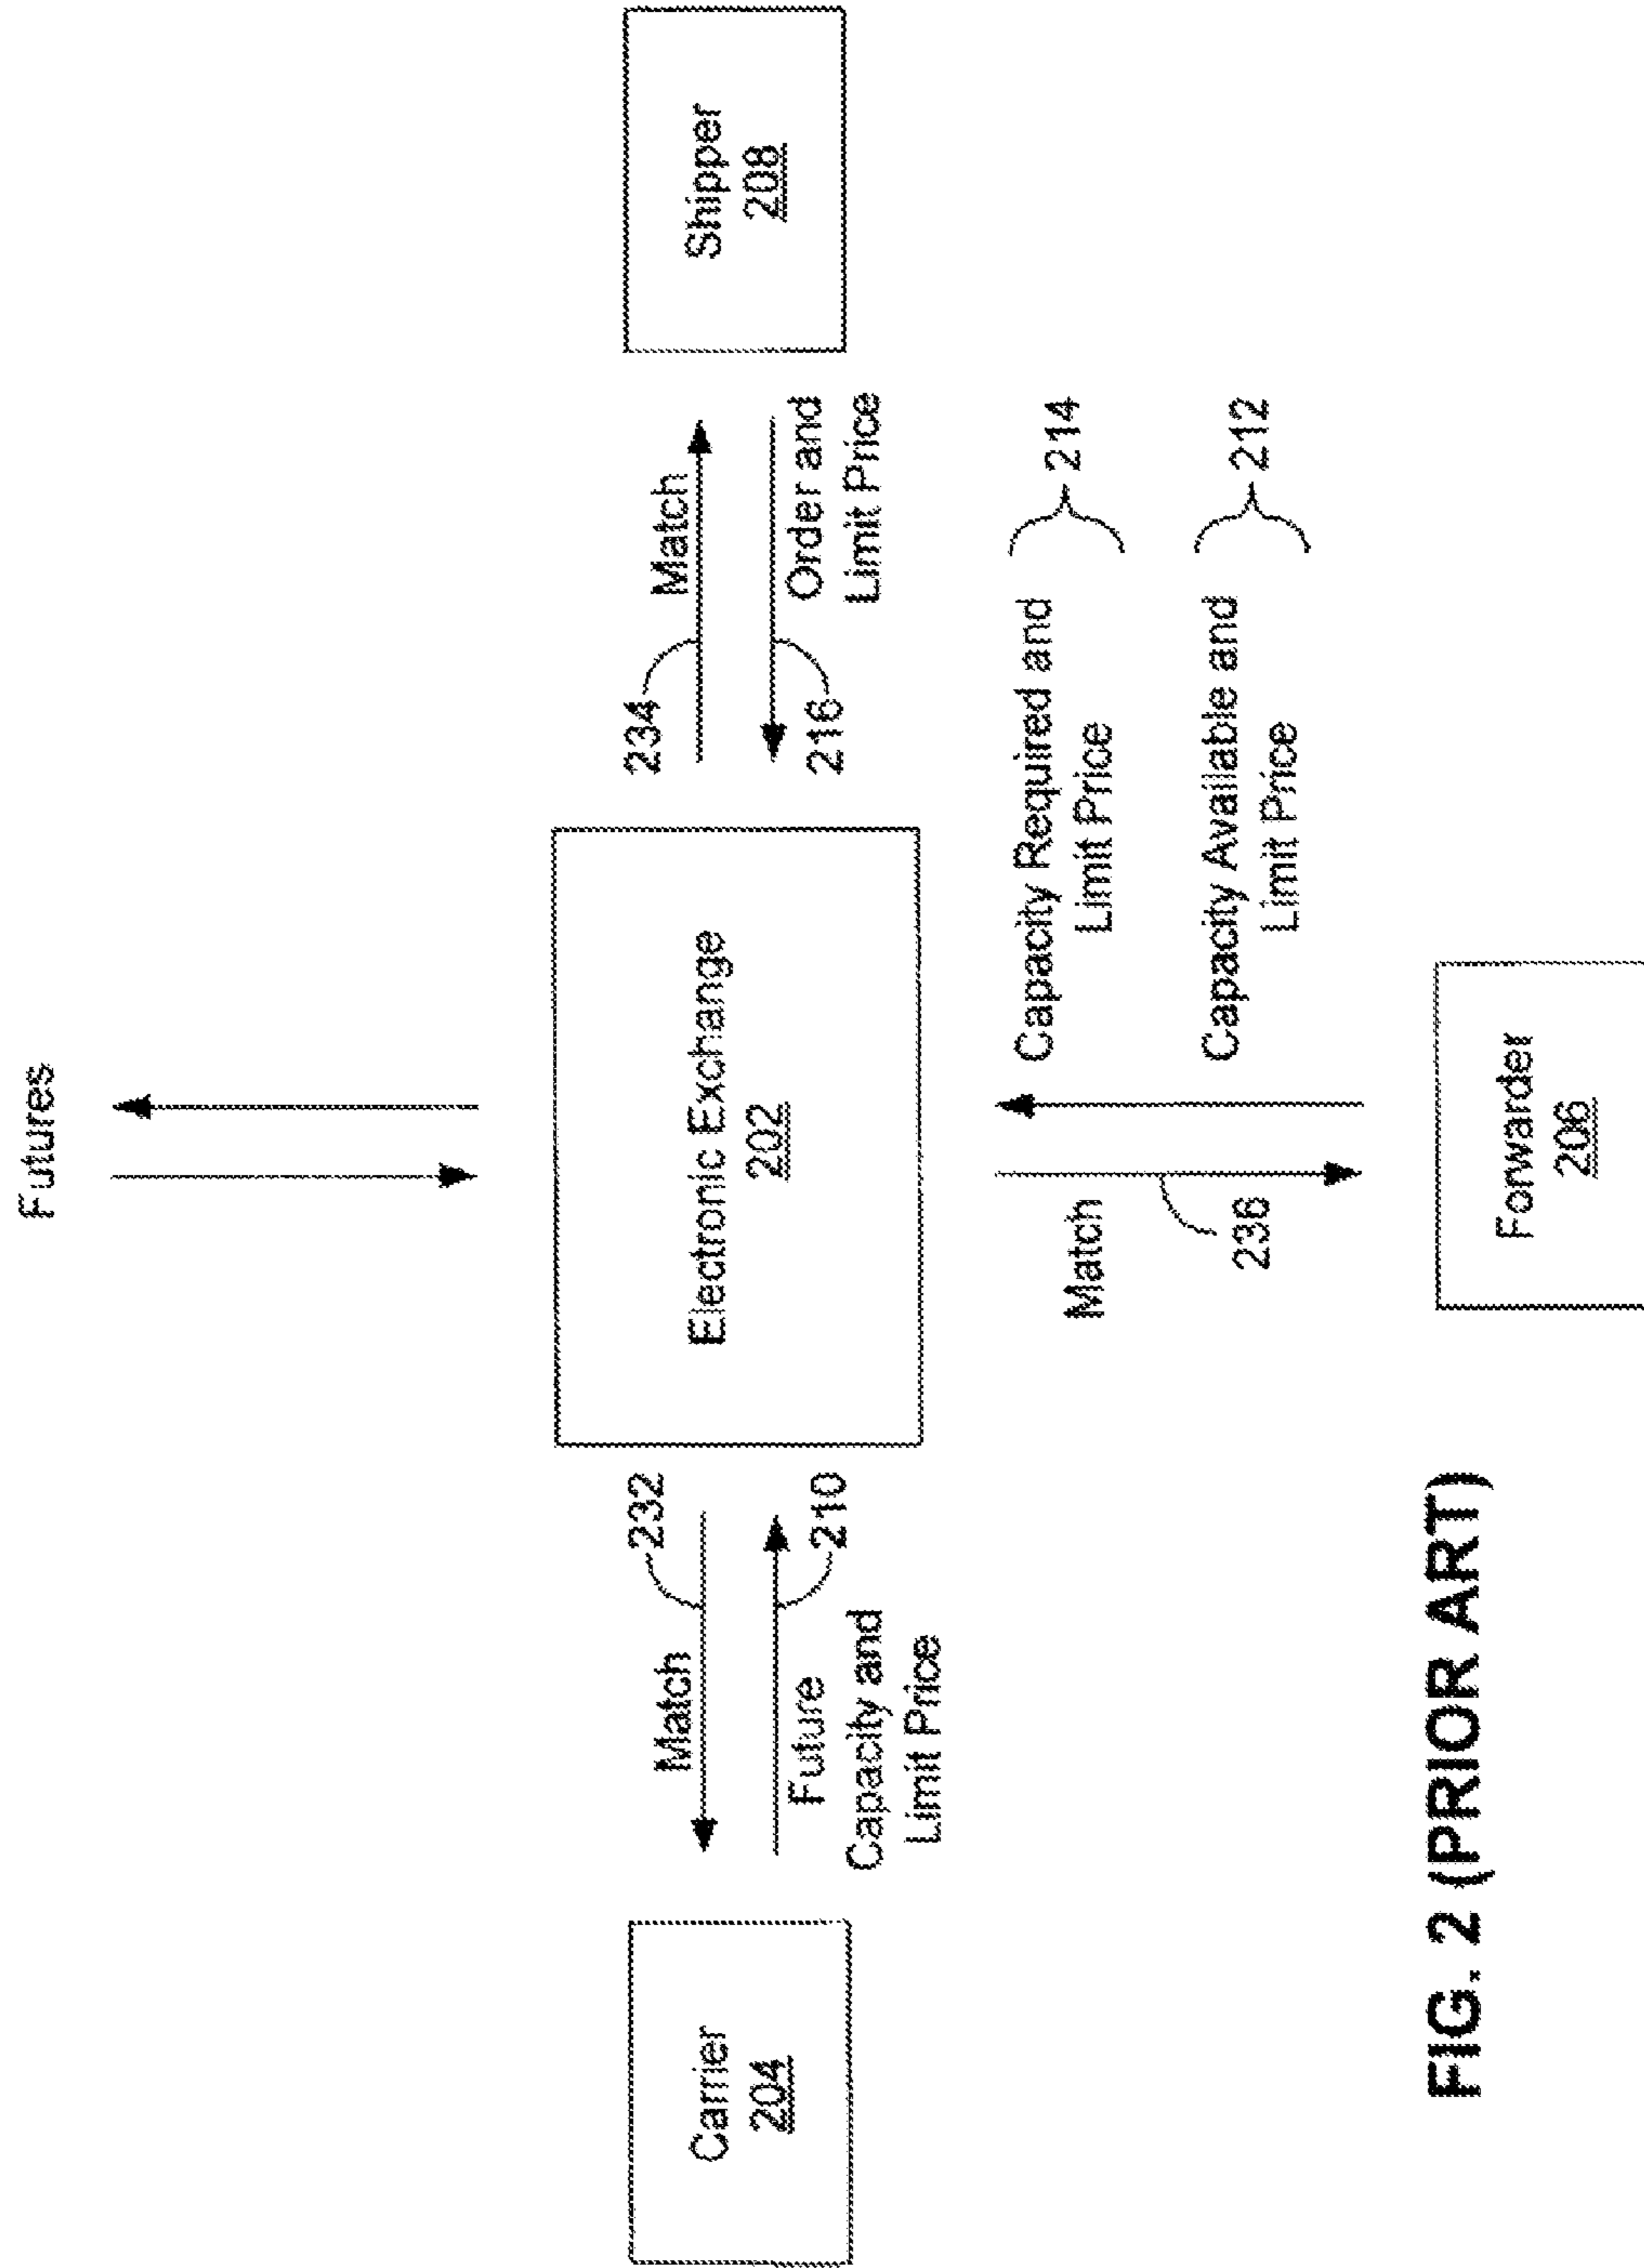 Futures
232
Match
Future
210
Capacity and
Limit Price
Carrier
204
Electronic Exchange
202
234
Match
216
Order and
Limit Price
Shipper
208
Match
236
Capacity Required and
Limit Price
214
Capacity Available and
Limit Price
212
Forwarder
206
FIG. 2 (PRIOR ART)